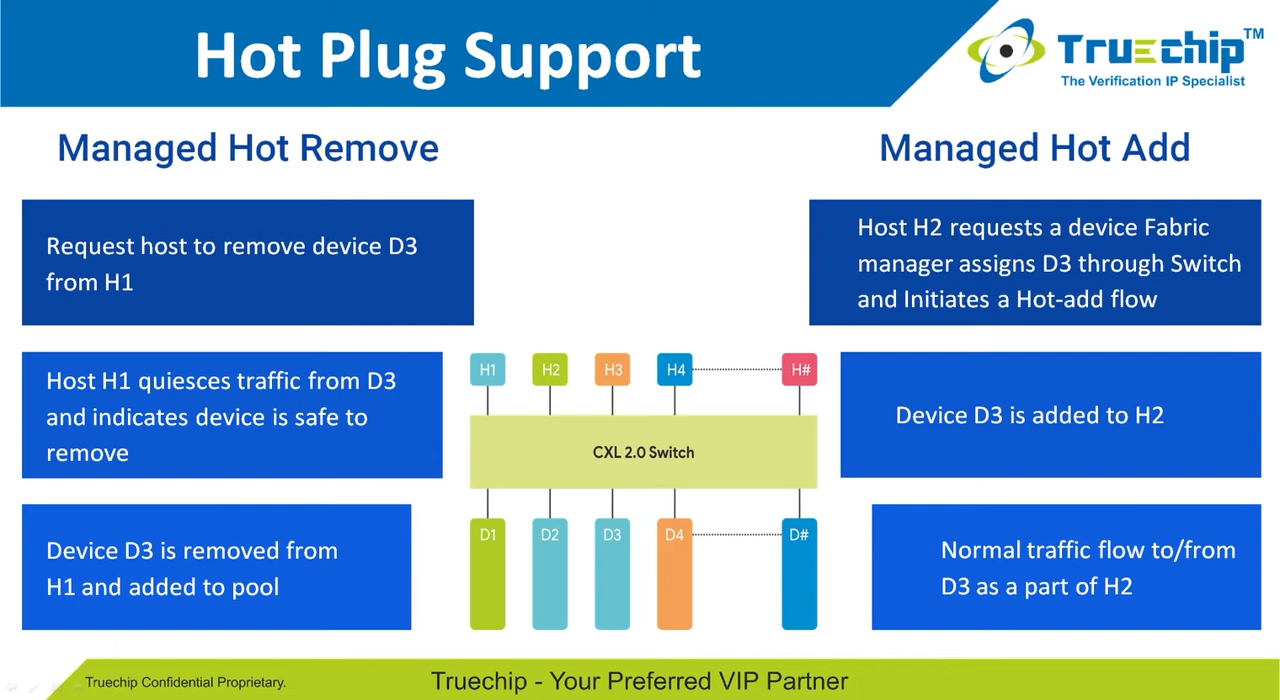 Hot Plug Support
Truechip™
The Verification IP Specialist
Managed Hot Remove
Request host to remove device D3
from H1
Host H1 quiesces traffic from D3
and indicates device is safe to
remove
Device D3 is removed from
H1 and added to pool
H1 H2 H3 H4 H#
CXL 2.0 Switch
D1 D2 D3 D4 D#
Managed Hot Add
Host H2 requests a device Fabric
manager assigns D3 through Switch
and Initiates a Hot-add flow
Device D3 is added to H2
Normal traffic flow to/from
D3 as a part of H2
Truechip Confidential Proprietary.
Truechip - Your Preferred VIP Partner